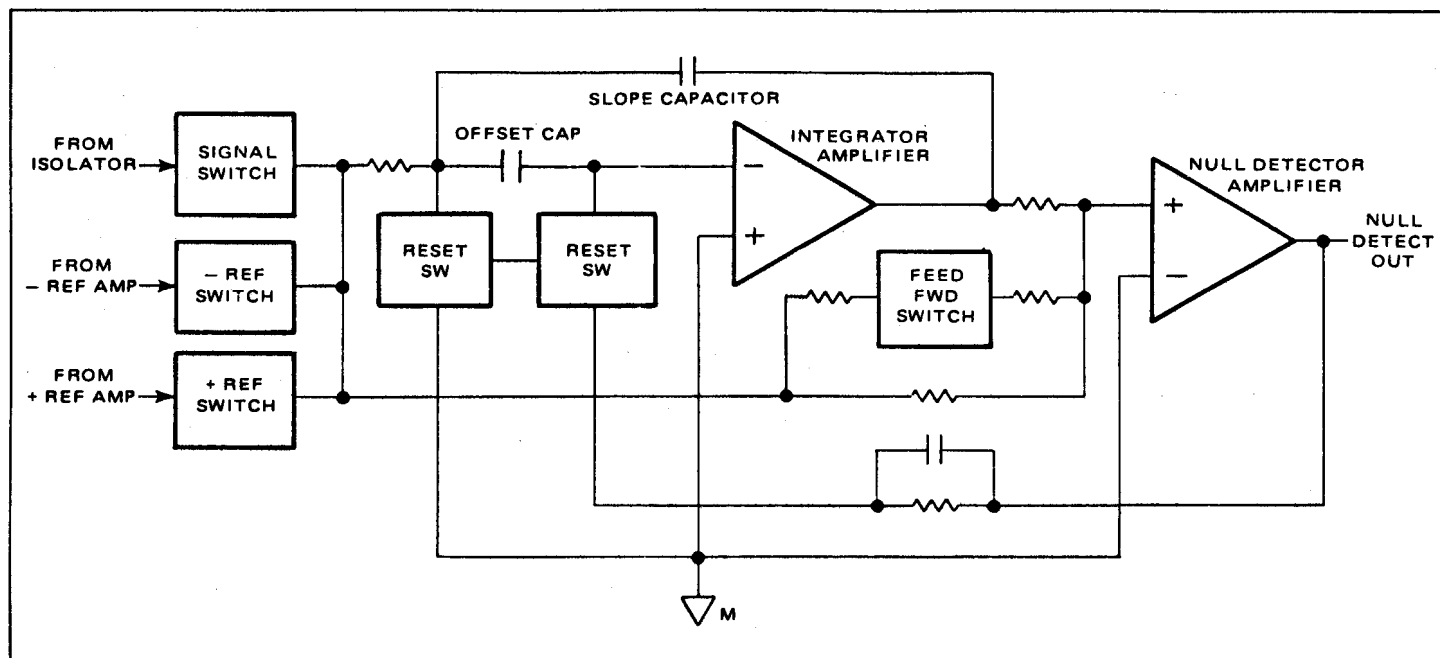 SLOPE CAPACITOR
FROM
ISOLATOR
SIGNAL
SWITCH
OFFSET CAP
INTEGRATOR
AMPLIFIER
−
+
NULL DETECTOR
AMPLIFIER
+
−
NULL
DETECT
OUT
FROM
− REF AMP
− REF
SWITCH
RESET
SW
RESET
SW
FEED
FWD
SWITCH
FROM
+ REF AMP
+ REF
SWITCH
M